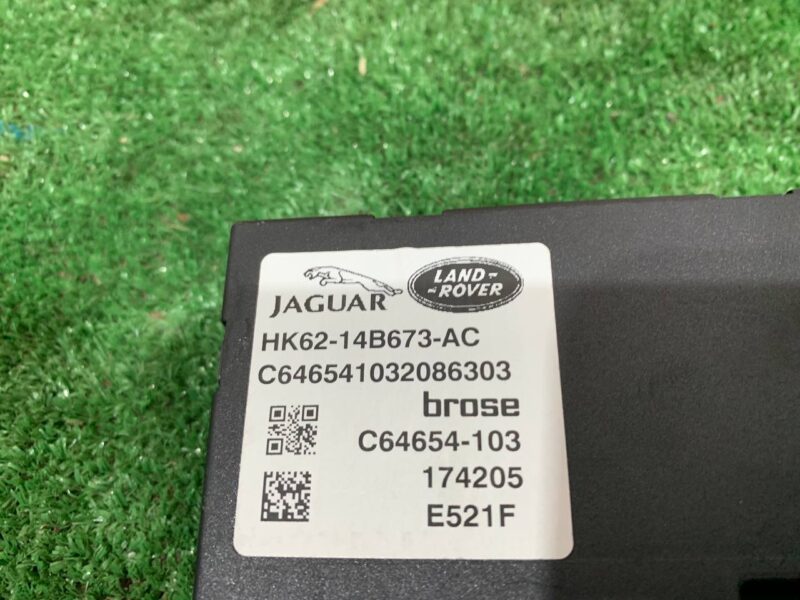 JAGUAR
LAND-
-ROVER
HK62-14B673-AC
C646541032086303
brose
C64654-103
174205
E521F